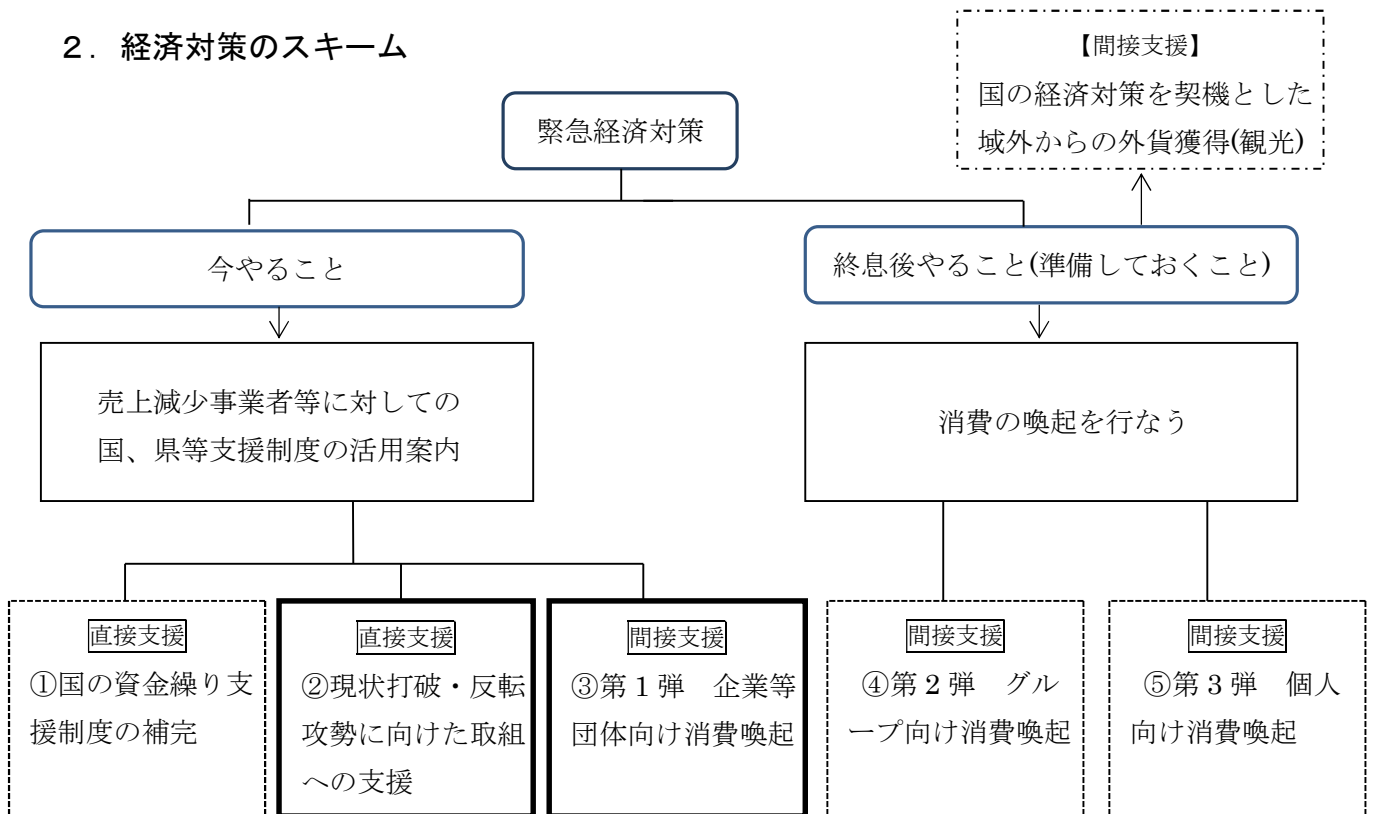 ２．経済対策のスキーム
【間接支援】
国の経済対策を契機とした
域外からの外貨獲得(観光)
緊急経済対策
今やること
終息後やること(準備しておくこと)
売上減少事業者等に対しての
国、県等支援制度の活用案内
消費の喚起を行なう
直接支援
①国の資金繰り支
援制度の補完
直接支援
②現状打破・反転
攻勢に向けた取組
への支援
間接支援
③第１弾　企業等
団体向け消費喚起
間接支援
④第２弾　グル
ープ向け消費喚起
間接支援
⑤第３弾　個人
向け消費喚起